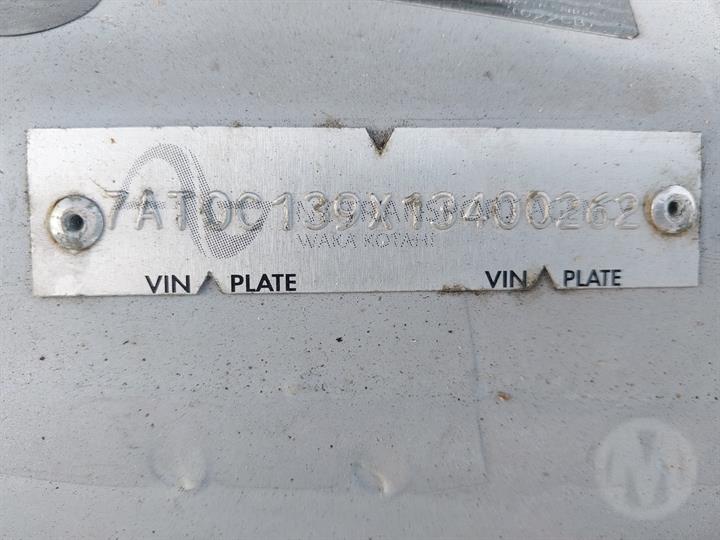 7AT0C139X13400262
WAKA KOTAHI
VIN PLATE VIN PLATE
M